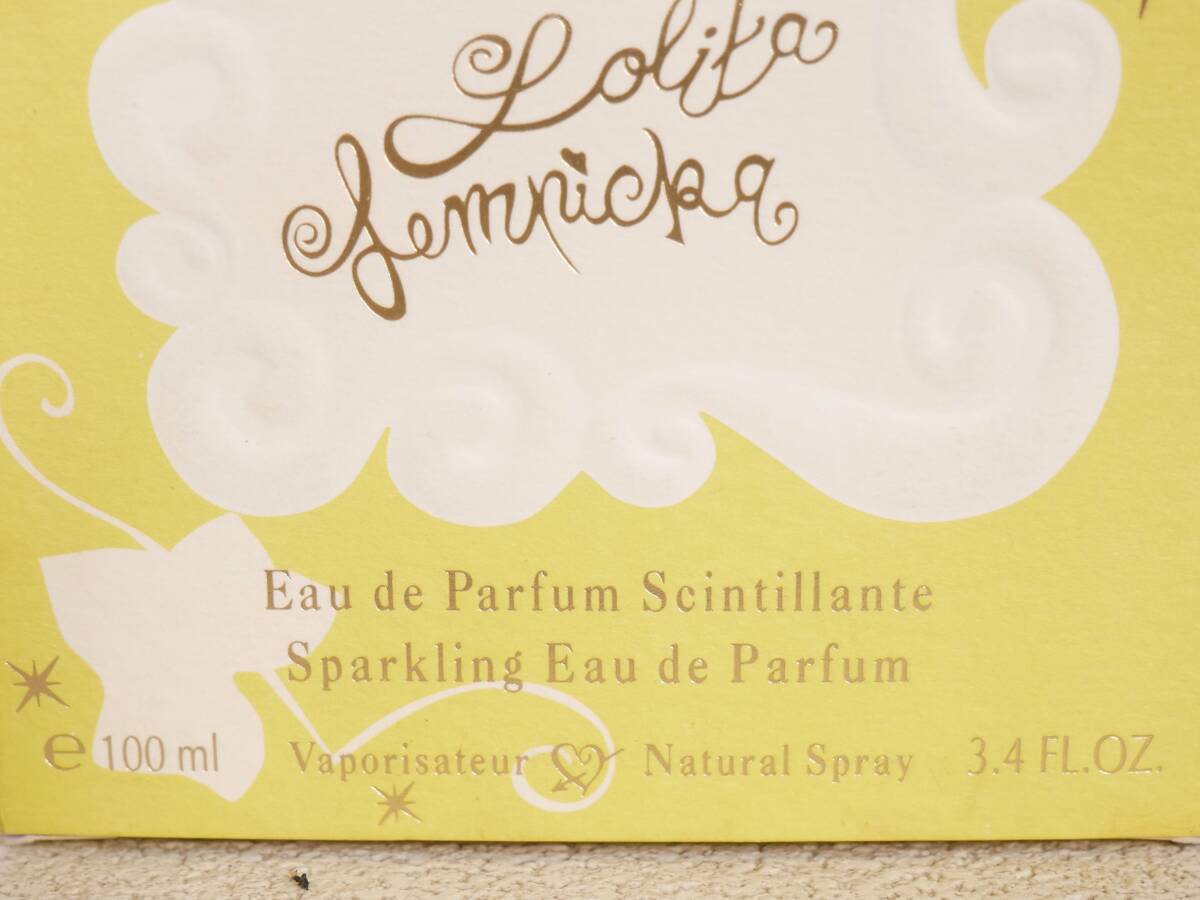 Lolita
Lempicka
Eau de Parfum Scintillante
Sparkling Eau de Parfum
℮ 100 ml Vaporisateur Natural Spray 3.4 FL.OZ.